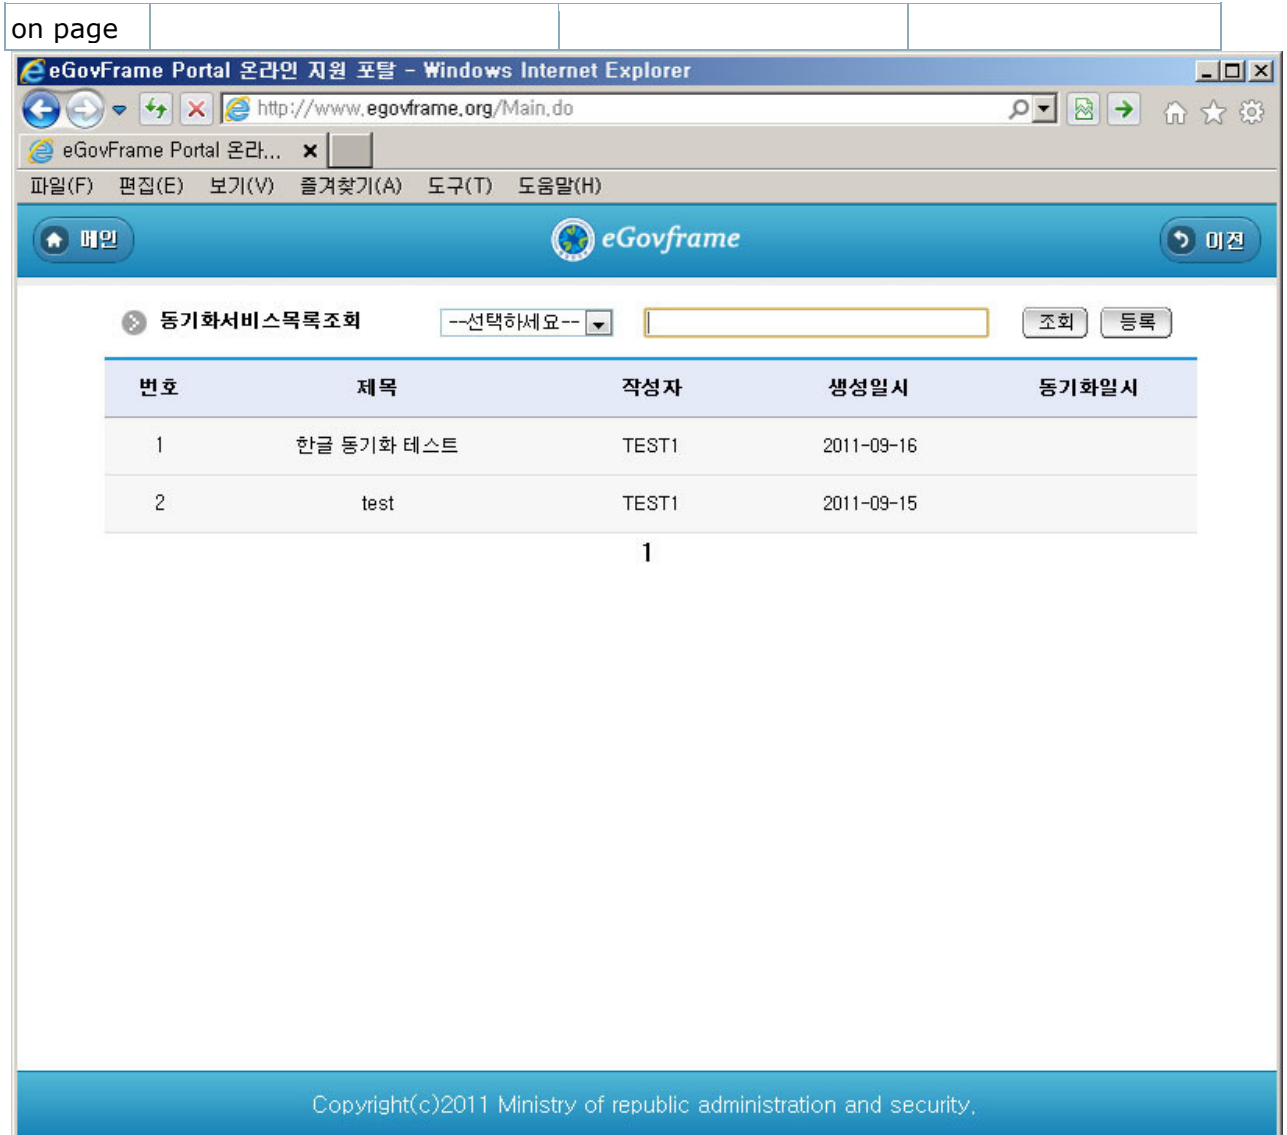 on page
eGovFrame Portal 온라인 지원 포탈 - Windows Internet Explorer
http://www.egovframe.org/Main.do
eGovFrame Portal 온라...
파일(F) 편집(E) 보기(V) 즐겨찾기(A) 도구(T) 도움말(H)
메인 eGovframe 이전
동기화서비스목록조회 --선택하세요-- 조회 등록
번호 제목 작성자 생성일시 동기화일시
1 한글 동기화 테스트 TEST1 2011-09-16
2 test TEST1 2011-09-15
1
Copyright(c)2011 Ministry of republic administration and security.